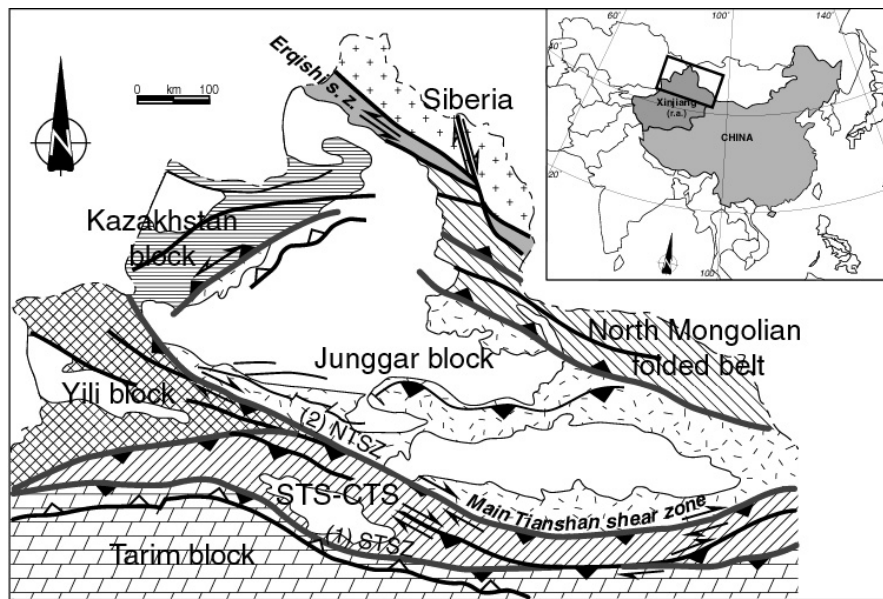 km
0 100
N
Erqishi s. z.
Siberia
Kazakhstan
block
Junggar block
North Mongolian
folded belt
Yili block
(2) NTSZ
STS-CTS
(1) STSZ
Main Tianshan shear zone
Tarim block
60°
100°
140°
40°
20°
Xinjiang
(r.a.)
CHINA
100°